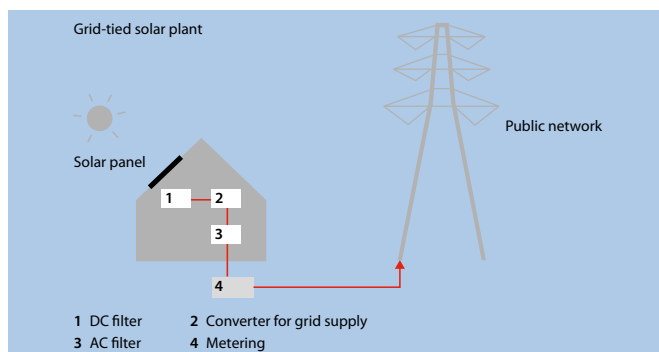 Grid-tied solar plant
Public network
Solar panel
1
2
3
4
1 DC filter 2 Converter for grid supply
3 AC filter 4 Metering